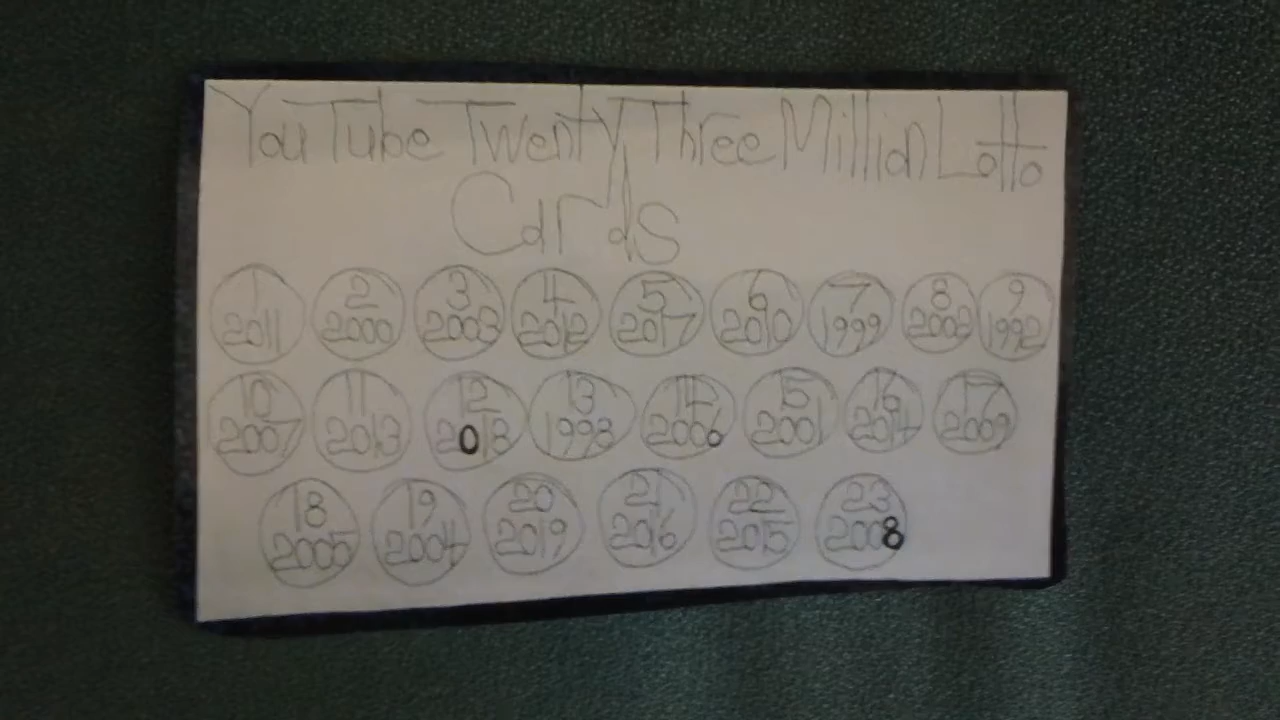 YouTube Twenty Three Million Lotto
Cards
1 2 3 4 5 6 7 8 9
2011 2000 2003 2012 2017 2010 1999 2002 1992
10 11 12 13 14 15 16 17
2007 2013 2018 1998 2006 2001 2014 2009
18 19 20 21 22 23
2005 2004 2019 2016 2015 2008